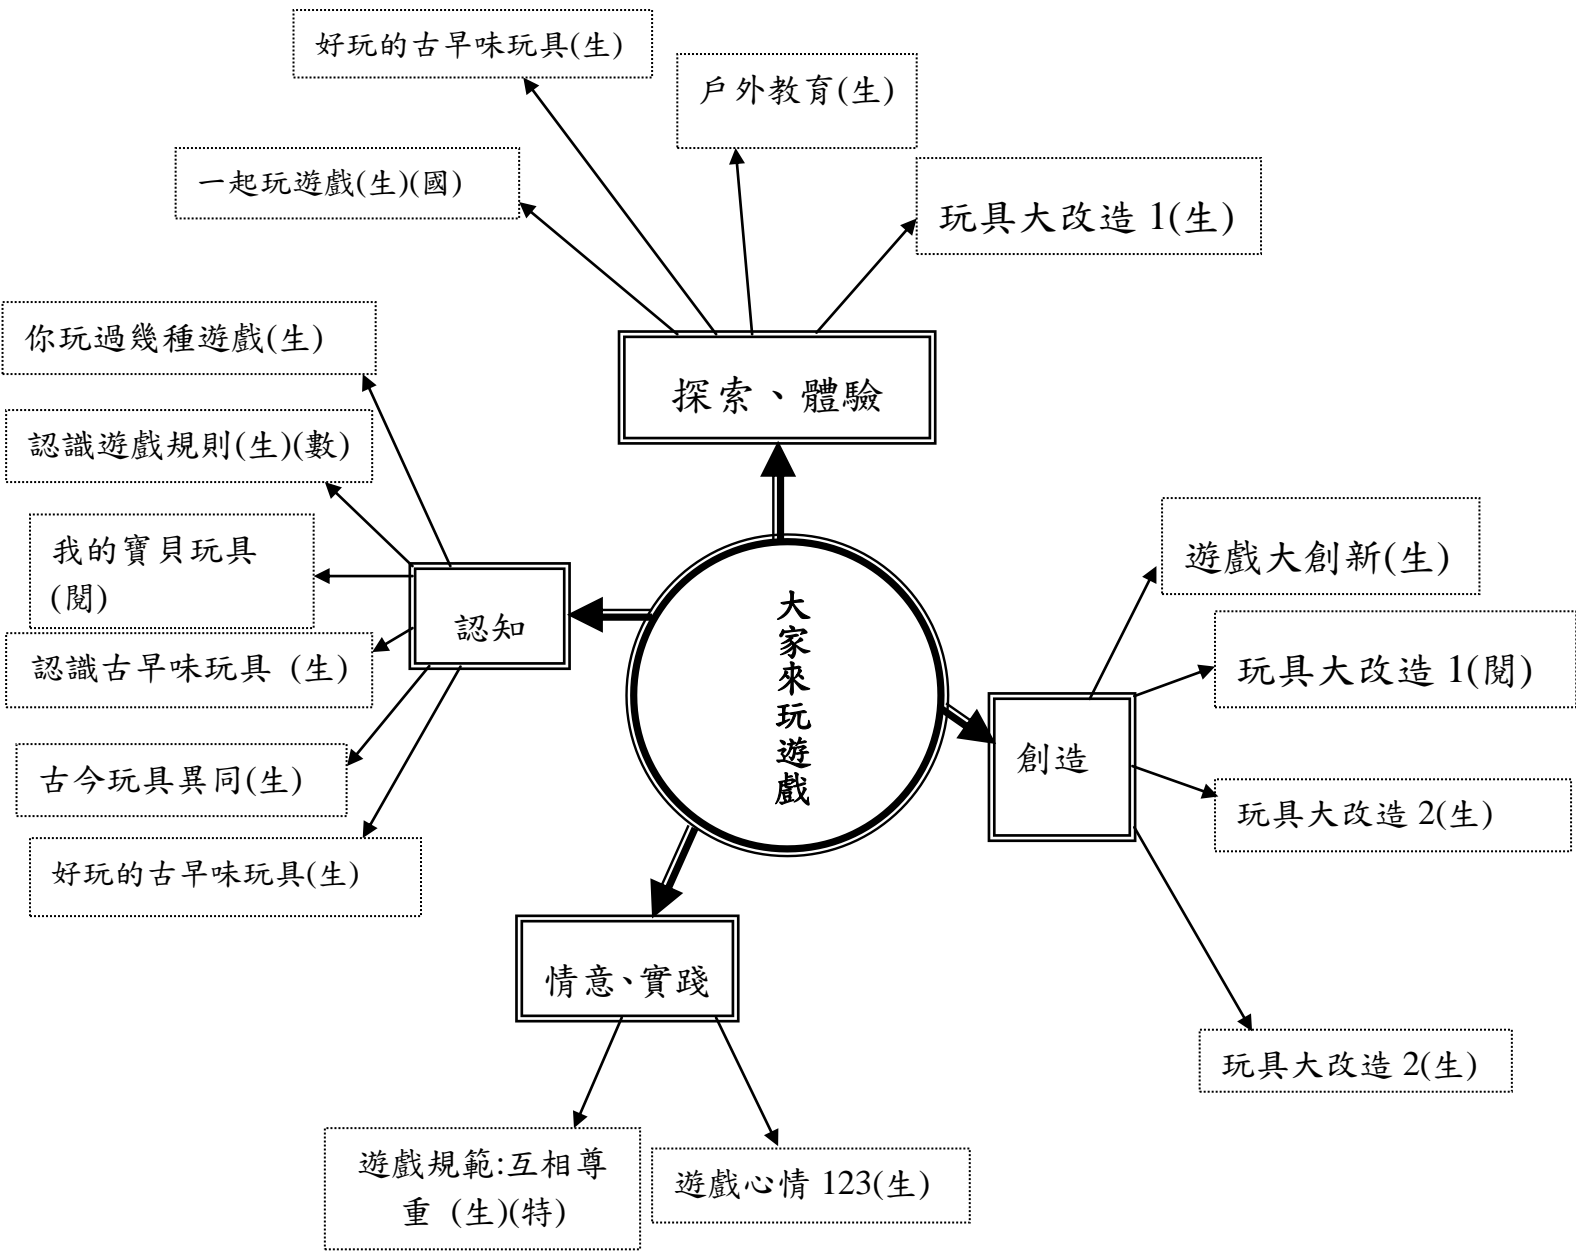 好玩的古早味玩具(生)
戶外教育(生)
一起玩遊戲(生)(國)
玩具大改造 1(生)
探索、體驗
你玩過幾種遊戲(生)
認識遊戲規則(生)(數)
我的寶貝玩具
(閱)
認識古早味玩具 (生)
古今玩具異同(生)
好玩的古早味玩具(生)
認知
大家來玩遊戲
創造
遊戲大創新(生)
玩具大改造 1(閱)
玩具大改造 2(生)
玩具大改造 2(生)
情意、實踐
遊戲規範:互相尊
重 (生)(特)
遊戲心情 123(生)